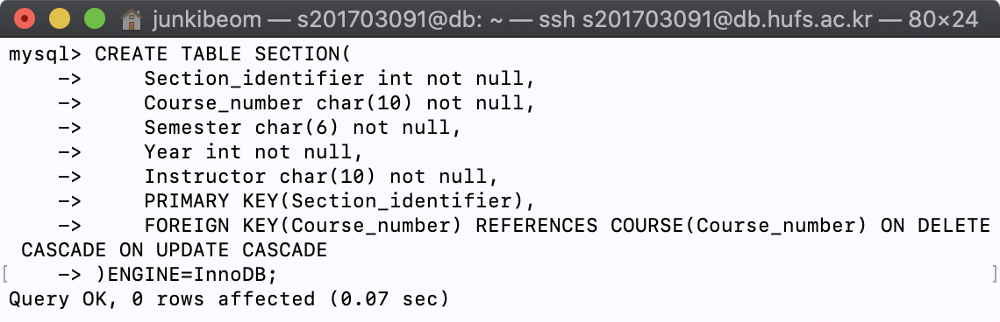 junkibeom — s201703091@db: ~ — ssh s201703091@db.hufs.ac.kr — 80×24
mysql> CREATE TABLE SECTION(
    ->     Section_identifier int not null,
    ->     Course_number char(10) not null,
    ->     Semester char(6) not null,
    ->     Year int not null,
    ->     Instructor char(10) not null,
    ->     PRIMARY KEY(Section_identifier),
    ->     FOREIGN KEY(Course_number) REFERENCES COURSE(Course_number) ON DELETE
 CASCADE ON UPDATE CASCADE
[    -> )ENGINE=InnoDB; ]
Query OK, 0 rows affected (0.07 sec)